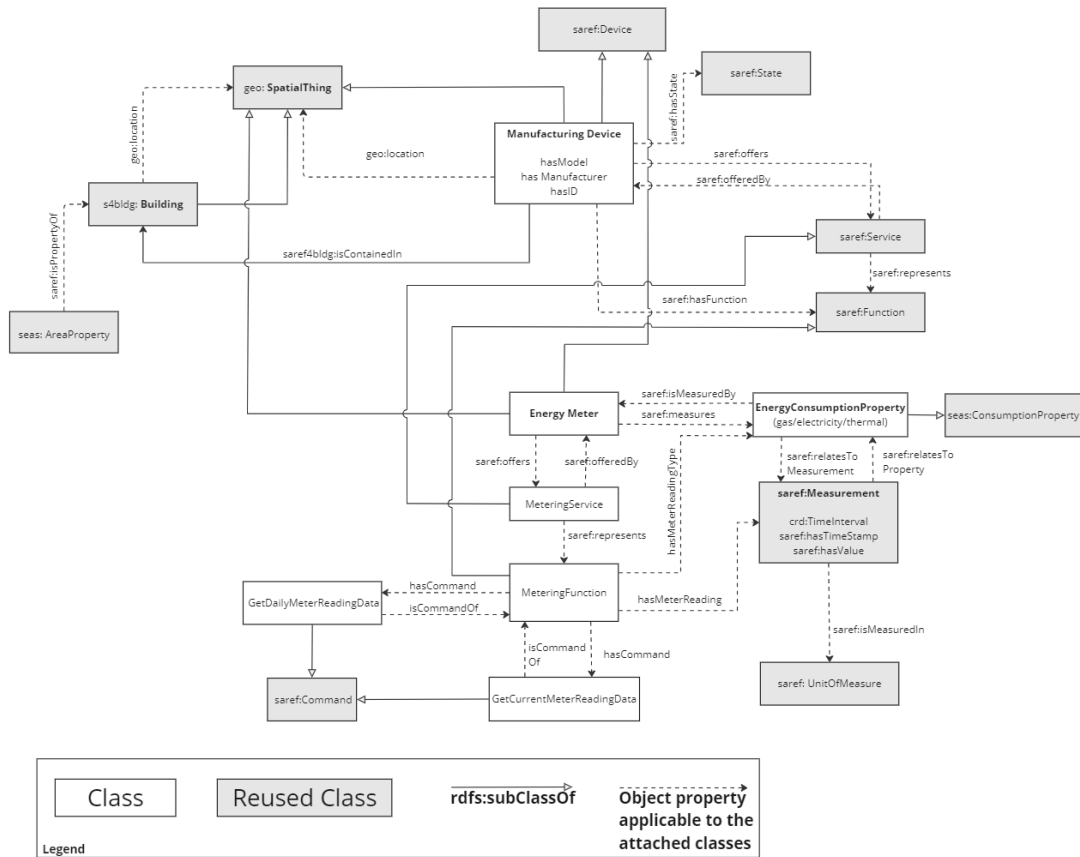 saref:Device
saref:State
geo: SpatialThing
saref:hasState
geo:location
Manufacturing Device
hasModel
has Manufacturer
hasID
geo:location
saref:offers
saref:offeredBy
s4bldg: Building
saref:isPropertyOf
saref4bldg:isContainedIn
saref:Service
saref:represents
saref:hasFunction
saref:Function
seas: AreaProperty
Energy Meter
saref:isMeasuredBy
saref:measures
EnergyConsumptionProperty
(gas/electricity/thermal)
seas:ConsumptionProperty
saref:offers
saref:offeredBy
hasMeterReadingType
saref:relatesTo
Measurement
saref:relatesTo
Property
MeteringService
saref:Measurement
crd:TimeInterval
saref:hasTimeStamp
saref:hasValue
saref:represents
MeteringFunction
hasCommand
isCommandOf
GetDailyMeterReadingData
hasMeterReading
saref:isMeasuredIn
isCommand
Of
hasCommand
saref:Command
GetCurrentMeterReadingData
saref: UnitOfMeasure
Class
Reused Class
rdfs:subClassOf
Object property
applicable to the
attached classes
Legend